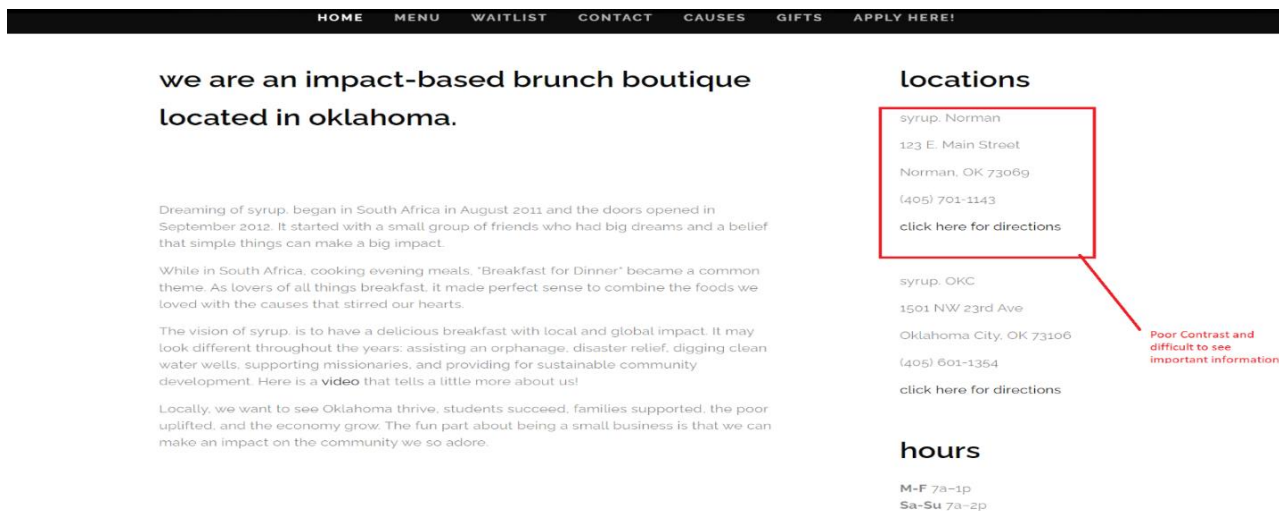 HOME MENU WAITLIST CONTACT CAUSES GIFTS APPLY HERE!
we are an impact-based brunch boutique
located in oklahoma.
Dreaming of syrup. began in South Africa in August 2011 and the doors opened in
September 2012. It started with a small group of friends who had big dreams and a belief
that simple things can make a big impact.
While in South Africa, cooking evening meals, "Breakfast for Dinner" became a common
theme. As lovers of all things breakfast, it made perfect sense to combine the foods we
loved with the causes that stirred our hearts.
The vision of syrup. is to have a delicious breakfast with local and global impact. It may
look different throughout the years: assisting an orphanage, disaster relief, digging clean
water wells, supporting missionaries, and providing for sustainable community
development. Here is a video that tells a little more about us!
Locally, we want to see Oklahoma thrive, students succeed, families supported, the poor
uplifted, and the economy grow. The fun part about being a small business is that we can
make an impact on the community we so adore.
locations
syrup. Norman
123 E. Main Street
Norman, OK 73069
(405) 701-1143
click here for directions
syrup. OKC
1501 NW 23rd Ave
Oklahoma City, OK 73106
(405) 601-1354
click here for directions
Poor Contrast and
difficult to see
important information
hours
M-F 7a–1p
Sa-Su 7a–2p